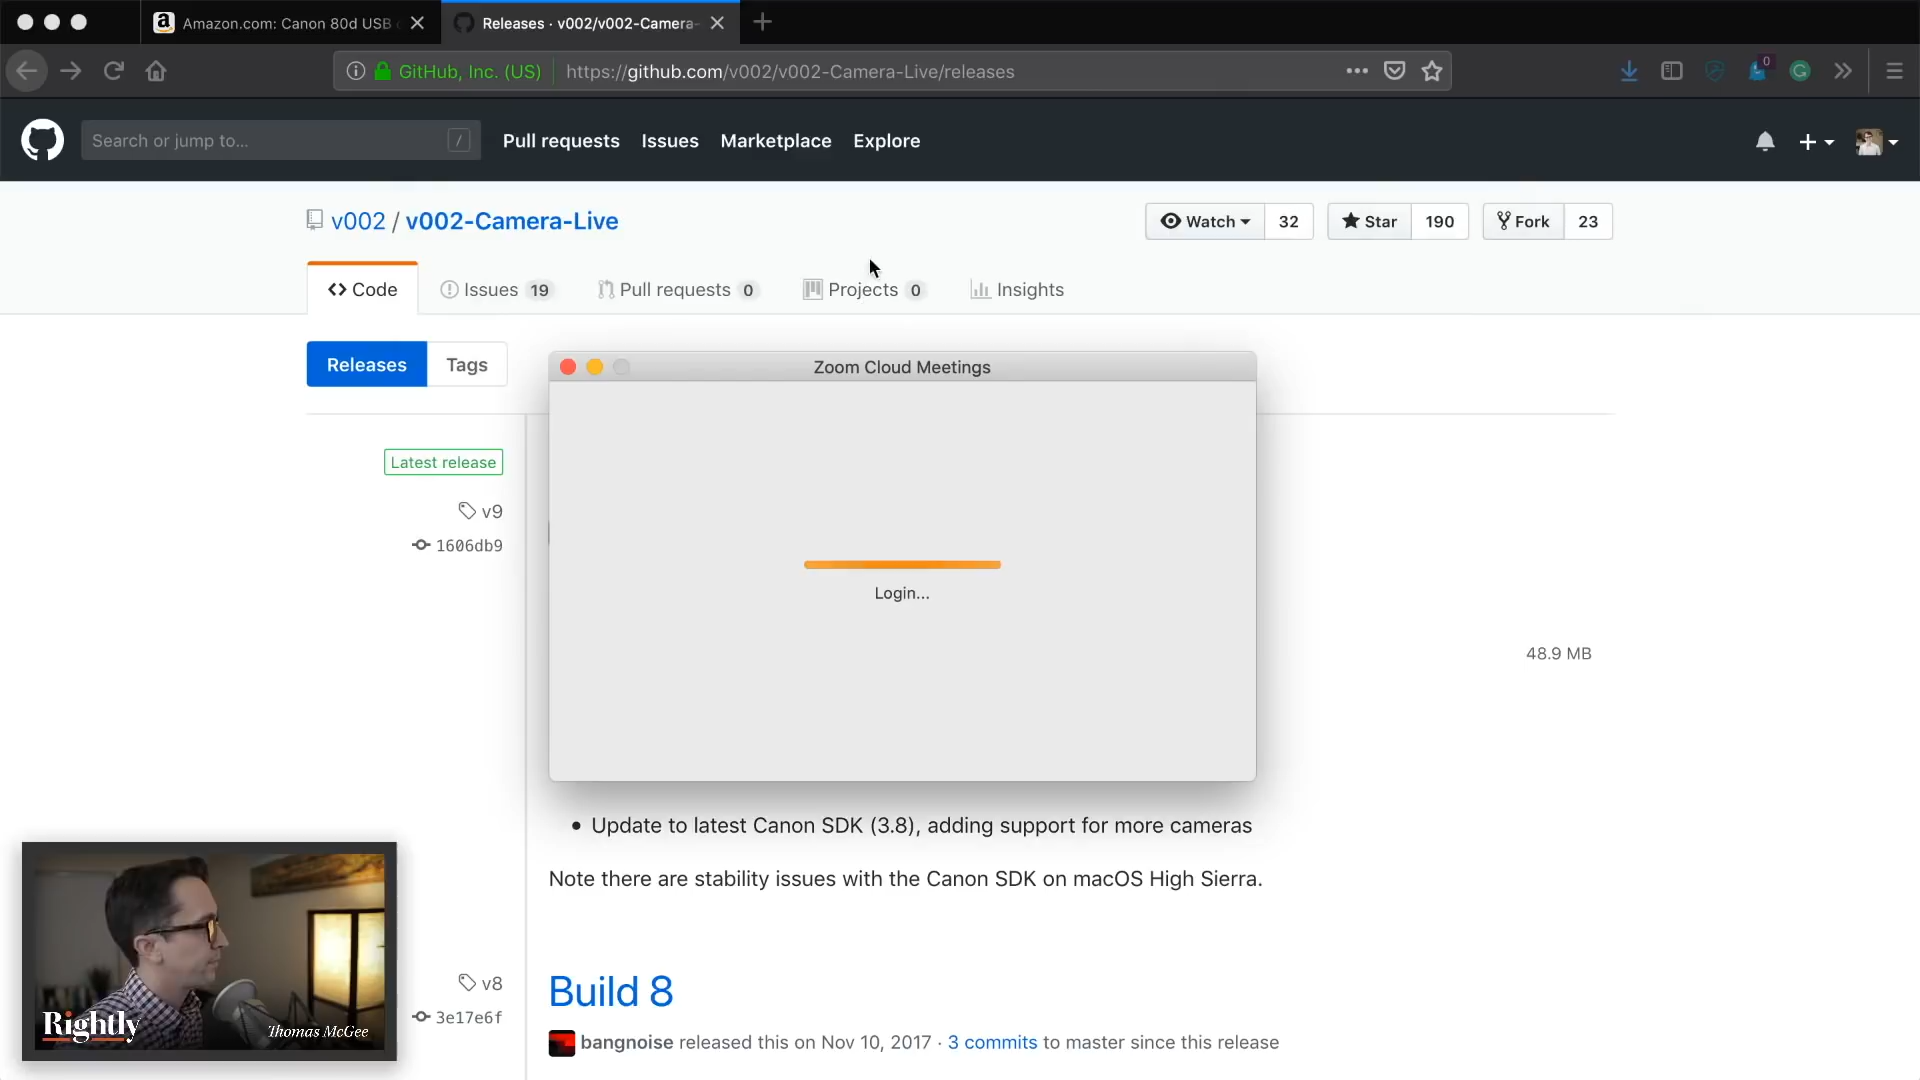 Amazon.com: Canon 80d USB
Releases · v002/v002-Camera-
GitHub, Inc. (US)
https://github.com/v002/v002-Camera-Live/releases
0
Search or jump to...
/
Pull requests
Issues
Marketplace
Explore
v002 / v002-Camera-Live
Watch
32
Star
190
Fork
23
Code
Issues 19
Pull requests 0
Projects 0
Insights
Releases
Tags
Zoom Cloud Meetings
Latest release
v9
1606db9
Login...
48.9 MB
• Update to latest Canon SDK (3.8), adding support for more cameras
Note there are stability issues with the Canon SDK on macOS High Sierra.
v8
3e17e6f
Build 8
bangnoise released this on Nov 10, 2017 · 3 commits to master since this release
Rightly
Thomas McGee